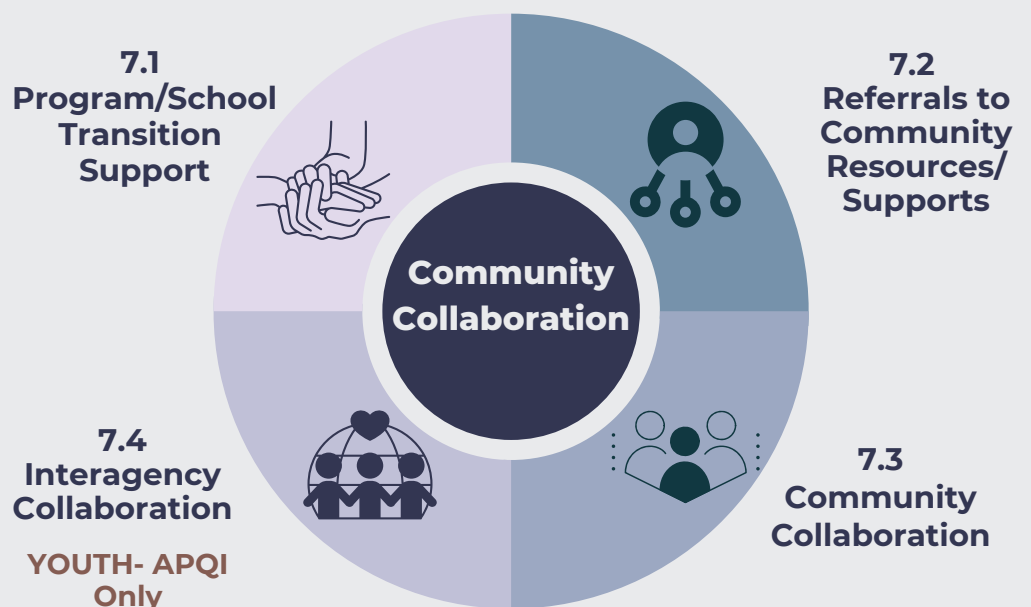 7.1
Program/School
Transition
Support
7.2
Referrals to
Community
Resources/
Supports
Community
Collaboration
7.4
Interagency
Collaboration
YOUTH- APQI
Only
7.3
Community
Collaboration